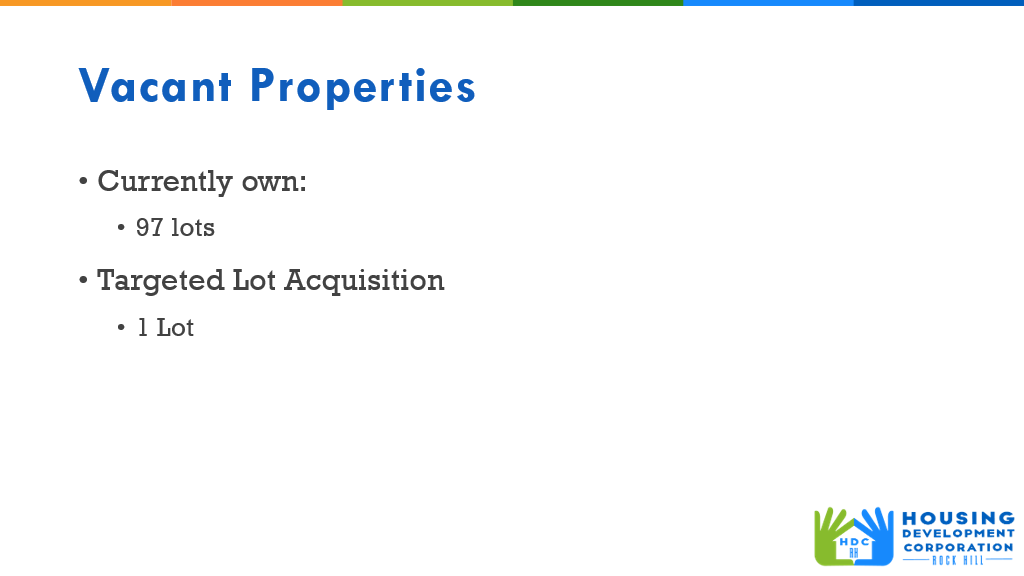 Vacant Properties
• Currently own:
• 97 lots
• Targeted Lot Acquisition
• 1 Lot
HDC
RH
HOUSING
DEVELOPMENT
CORPORATION
ROCK HILL